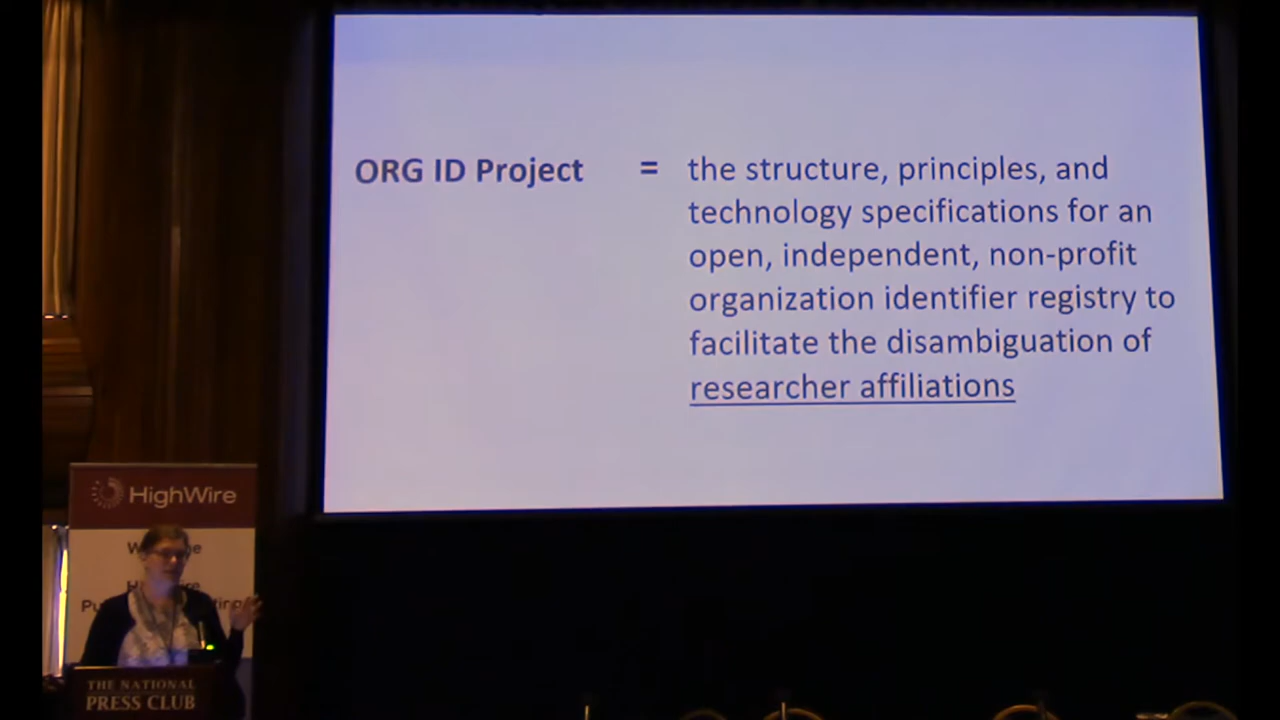 ORG ID Project = the structure, principles, and
technology specifications for an
open, independent, non-profit
organization identifier registry to
facilitate the disambiguation of
researcher affiliations
HighWire
THE NATIONAL
PRESS CLUB